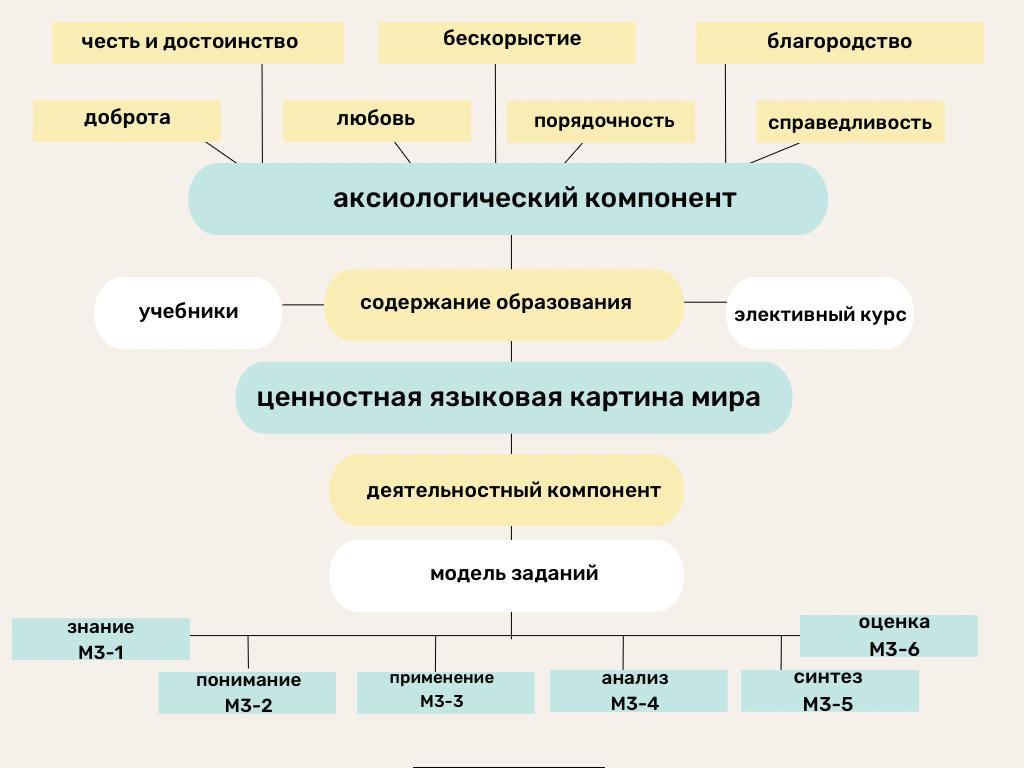 честь и достоинство
бескорыстие
благородство
доброта
любовь
порядочность
справедливость
аксиологический компонент
учебники
содержание образования
элективный курс
ценностная языковая картина мира
деятельностный компонент
модель заданий
знание
МЗ-1
оценка
МЗ-6
понимание
МЗ-2
применение
МЗ-3
анализ
МЗ-4
синтез
МЗ-5